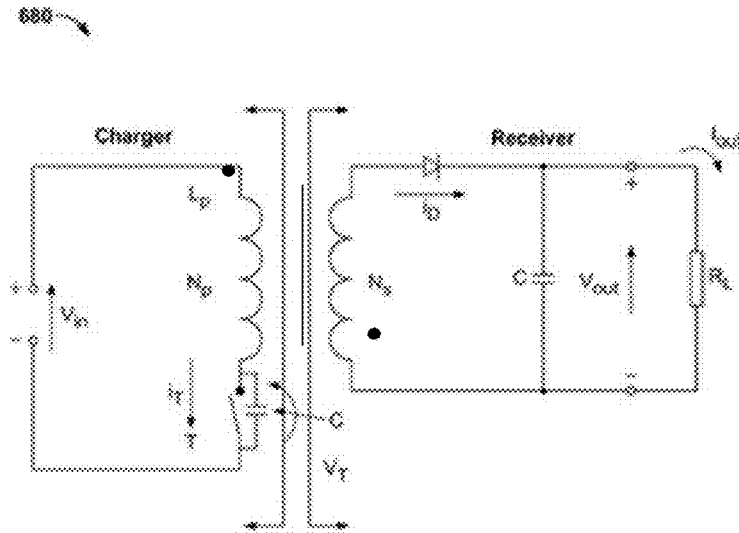 680
Charger
Receiver
Iout
Lp
iD
+
Np
Ns
C
Vout
RL
+
Vin
-
-
iT
T
C
VT